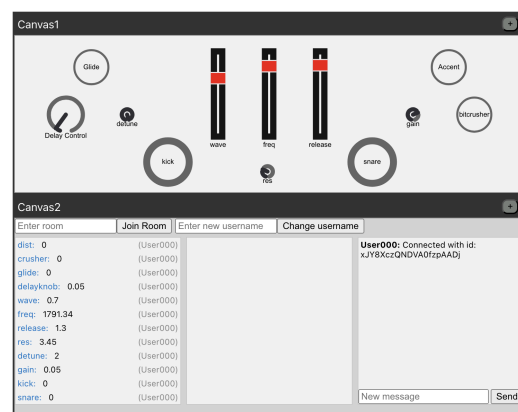 Canvas1
+
Glide
Accent
Delay Control
detune
gain
bitcrusher
wave
freq
release
kick
snare
res
Canvas2
+
Enter room
Join Room
Enter new username
Change username
dist: 0 (User000)
crusher: 0 (User000)
glide: 0 (User000)
delayknob: 0.05 (User000)
wave: 0.7 (User000)
freq: 1791.34 (User000)
release: 1.3 (User000)
res: 3.45 (User000)
detune: 2 (User000)
gain: 0.05 (User000)
kick: 0 (User000)
snare: 0 (User000)
User000: Connected with id:
xJY8XczQNDVA0fzpAADj
New message
Send